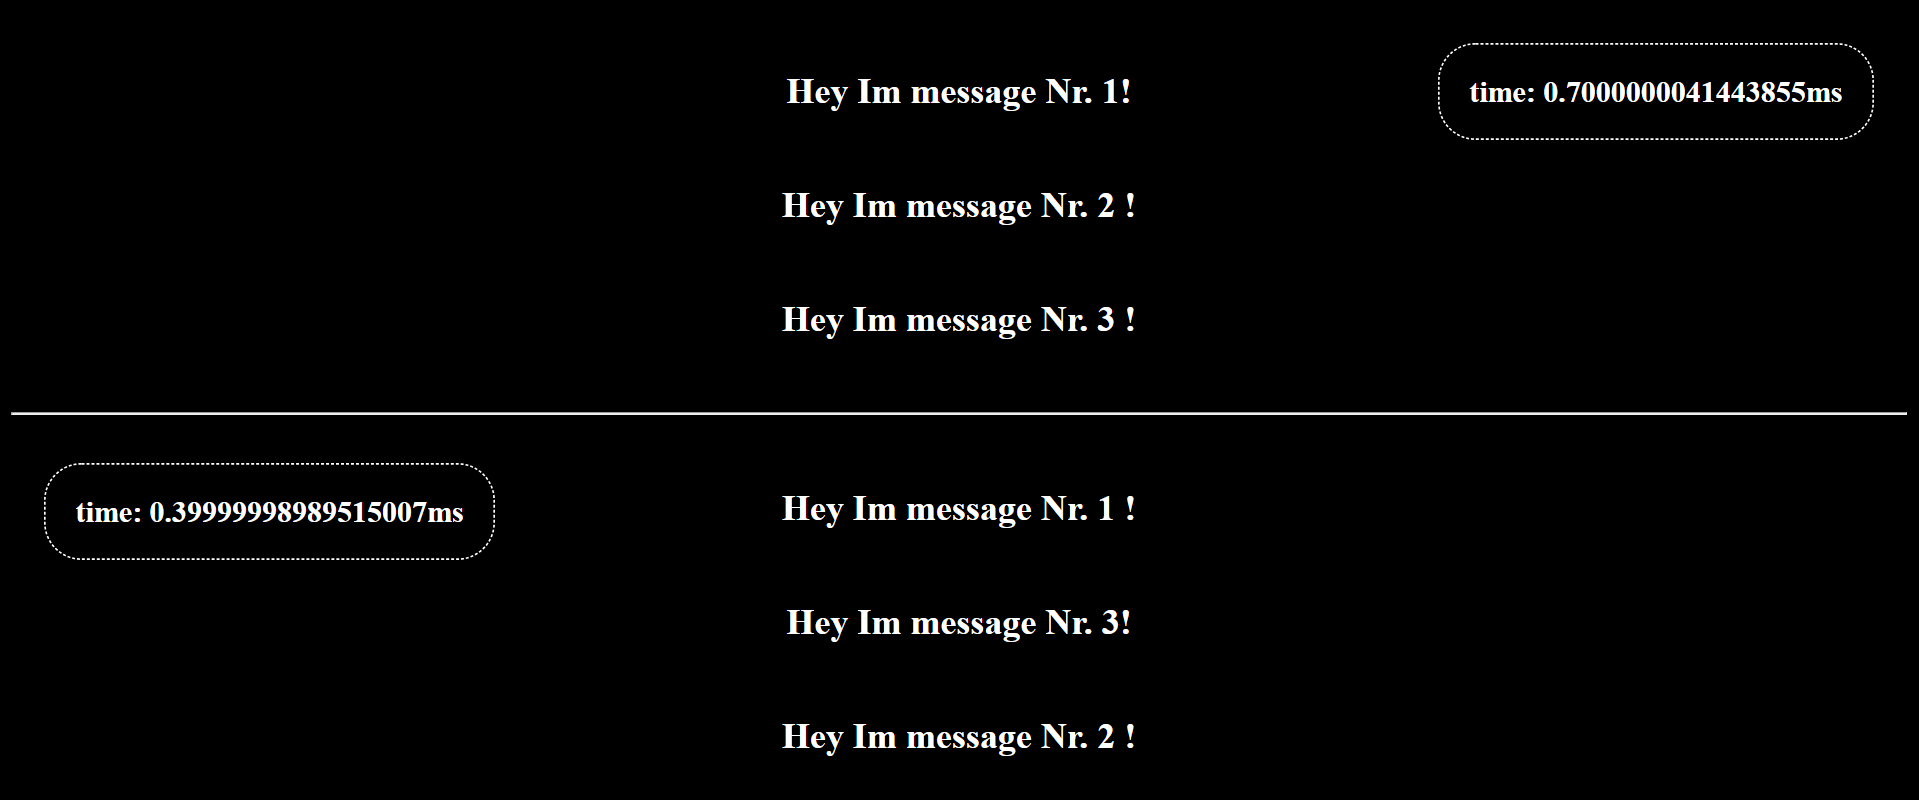 Hey Im message Nr. 1!
time: 0.7000000041443855ms
Hey Im message Nr. 2 !
Hey Im message Nr. 3 !
time: 0.39999998989515007ms
Hey Im message Nr. 1 !
Hey Im message Nr. 3!
Hey Im message Nr. 2 !